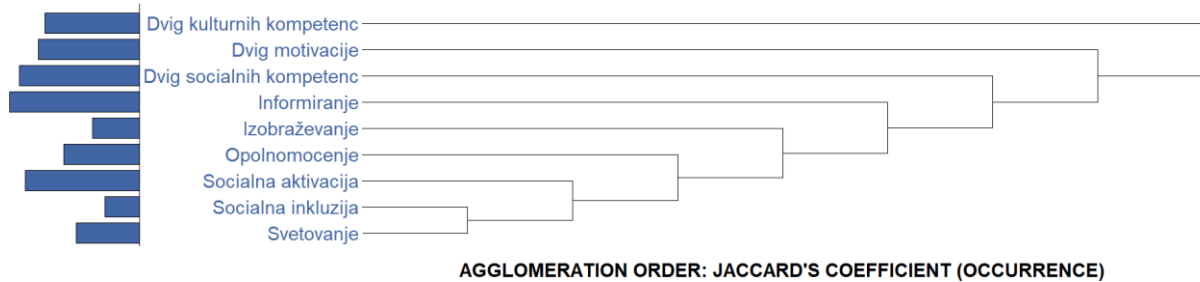 Dvig kulturnih kompetenc
Dvig motivacije
Dvig socialnih kompetenc
Informiranje
Izobraževanje
Opolnomocenje
Socialna aktivacija
Socialna inkluzija
Svetovanje
AGGLOMERATION ORDER: JACCARD'S COEFFICIENT (OCCURRENCE)